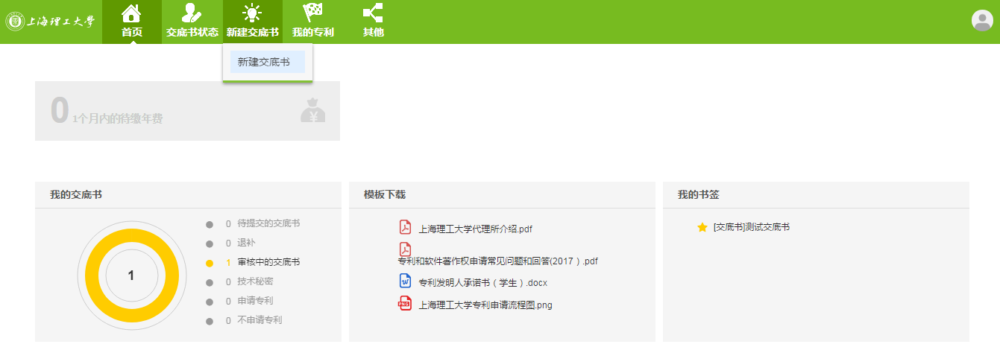 上海理工大學
首页
交底书状态
新建交底书
我的专利
其他
新建交底书
0 1个月内的待缴年费
¥
我的交底书
1
0 待提交的交底书
0 退补
1 审核中的交底书
0 技术秘密
0 申请专利
0 不申请专利
模板下载
上海理工大学代理所介绍.pdf
专利和软件著作权申请常见问题和回答(2017）.pdf
专利发明人承诺书（学生）.docx
PNG 上海理工大学专利申请流程图.png
我的书签
[交底书]测试交底书